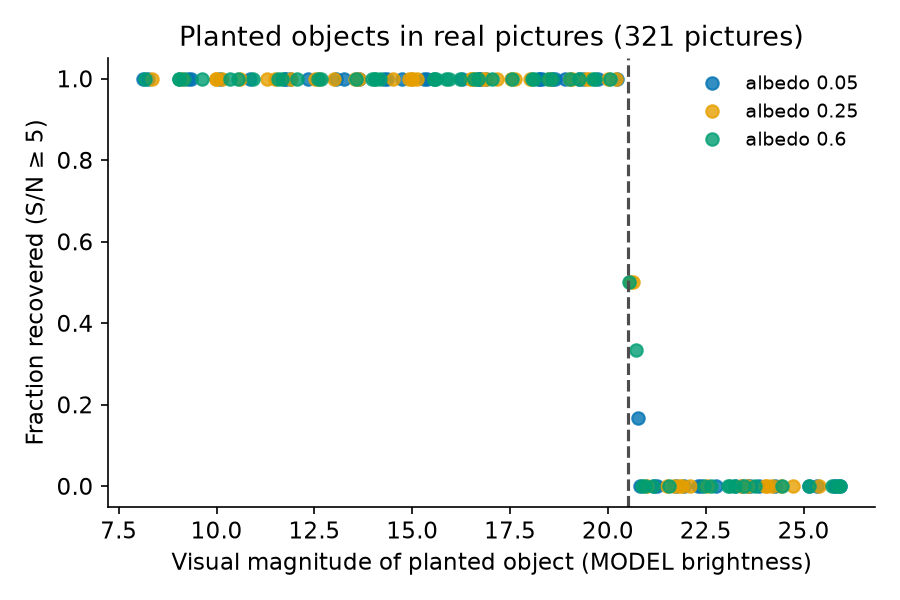 Planted objects in real pictures (321 pictures)
albedo 0.05
albedo 0.25
albedo 0.6
Fraction recovered (S/N ≥ 5)
1.0
0.8
0.6
0.4
0.2
0.0
7.5 10.0 12.5 15.0 17.5 20.0 22.5 25.0
Visual magnitude of planted object (MODEL brightness)